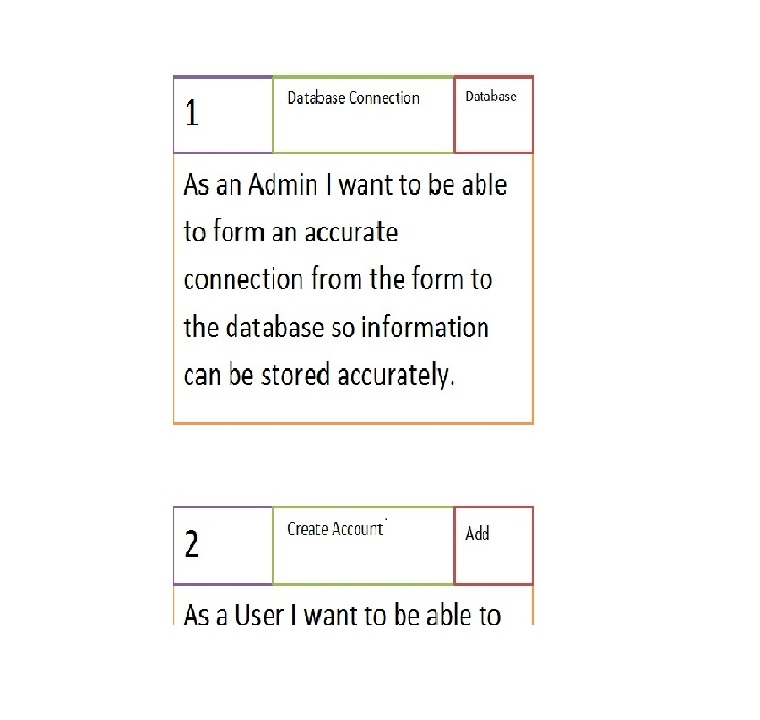 1 Database Connection Database
As an Admin I want to be able
to form an accurate
connection from the form to
the database so information
can be stored accurately.
2 Create Account Add
As a User I want to be able to